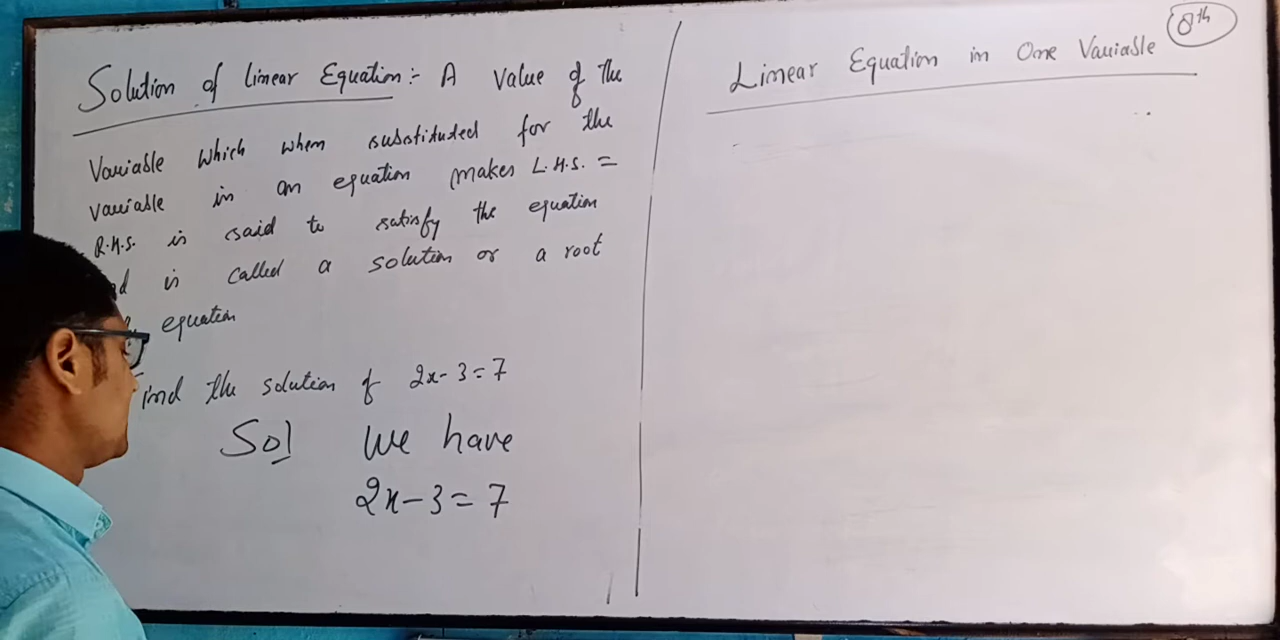 Solution of Linear Equation:- A value of the
Variable which when substituted for the
variable in an equation makes L.H.S. =
R.H.S. is said to satisfy the equation
is called a solution or a root
equation
Find the solution of 2x-3=7
Sol We have
2x-3=7
8th
Linear Equation in One Variable